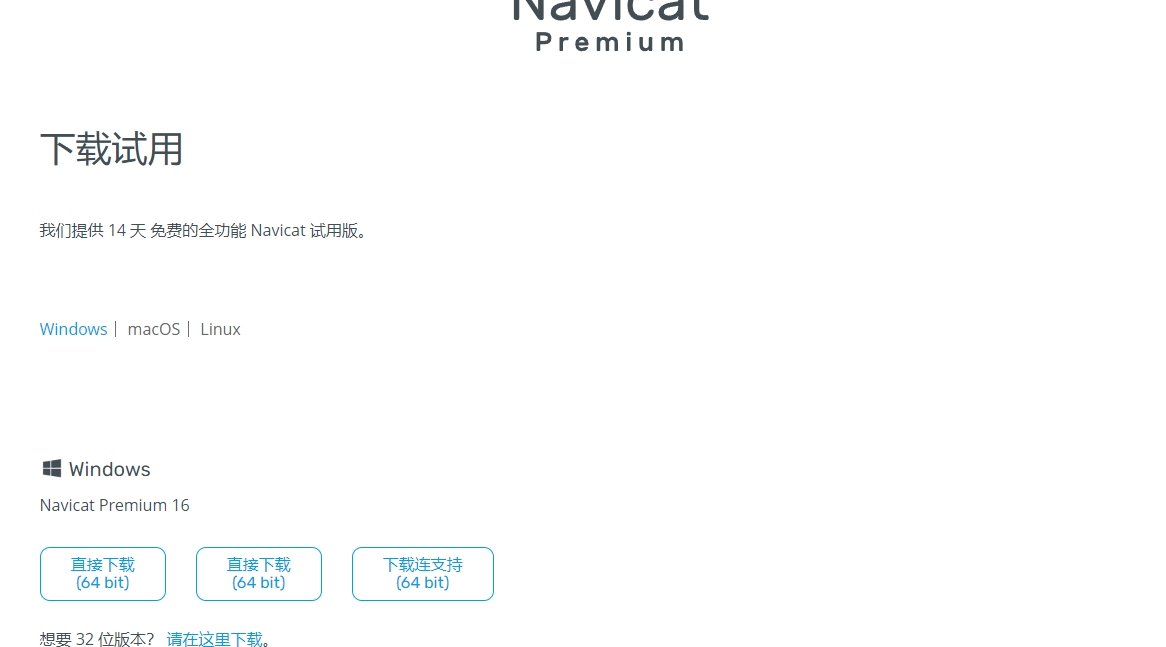 Navicat
Premium
下载试用
我们提供 14 天 免费的全功能 Navicat 试用版。
Windows | macOS | Linux
Windows
Navicat Premium 16
直接下载
(64 bit)
直接下载
(64 bit)
下载连支持
(64 bit)
想要 32 位版本？ 请在这里下载。